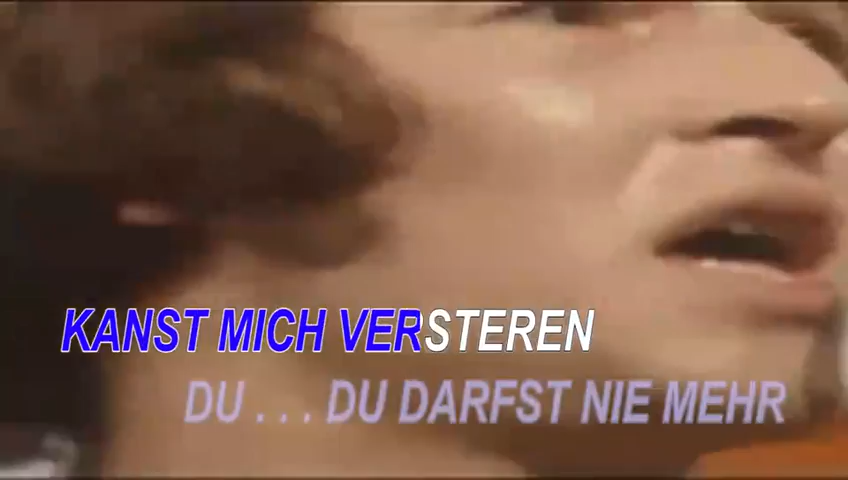 KANST MICH VERSTEREN
DU . . . DU DARFST NIE MEHR